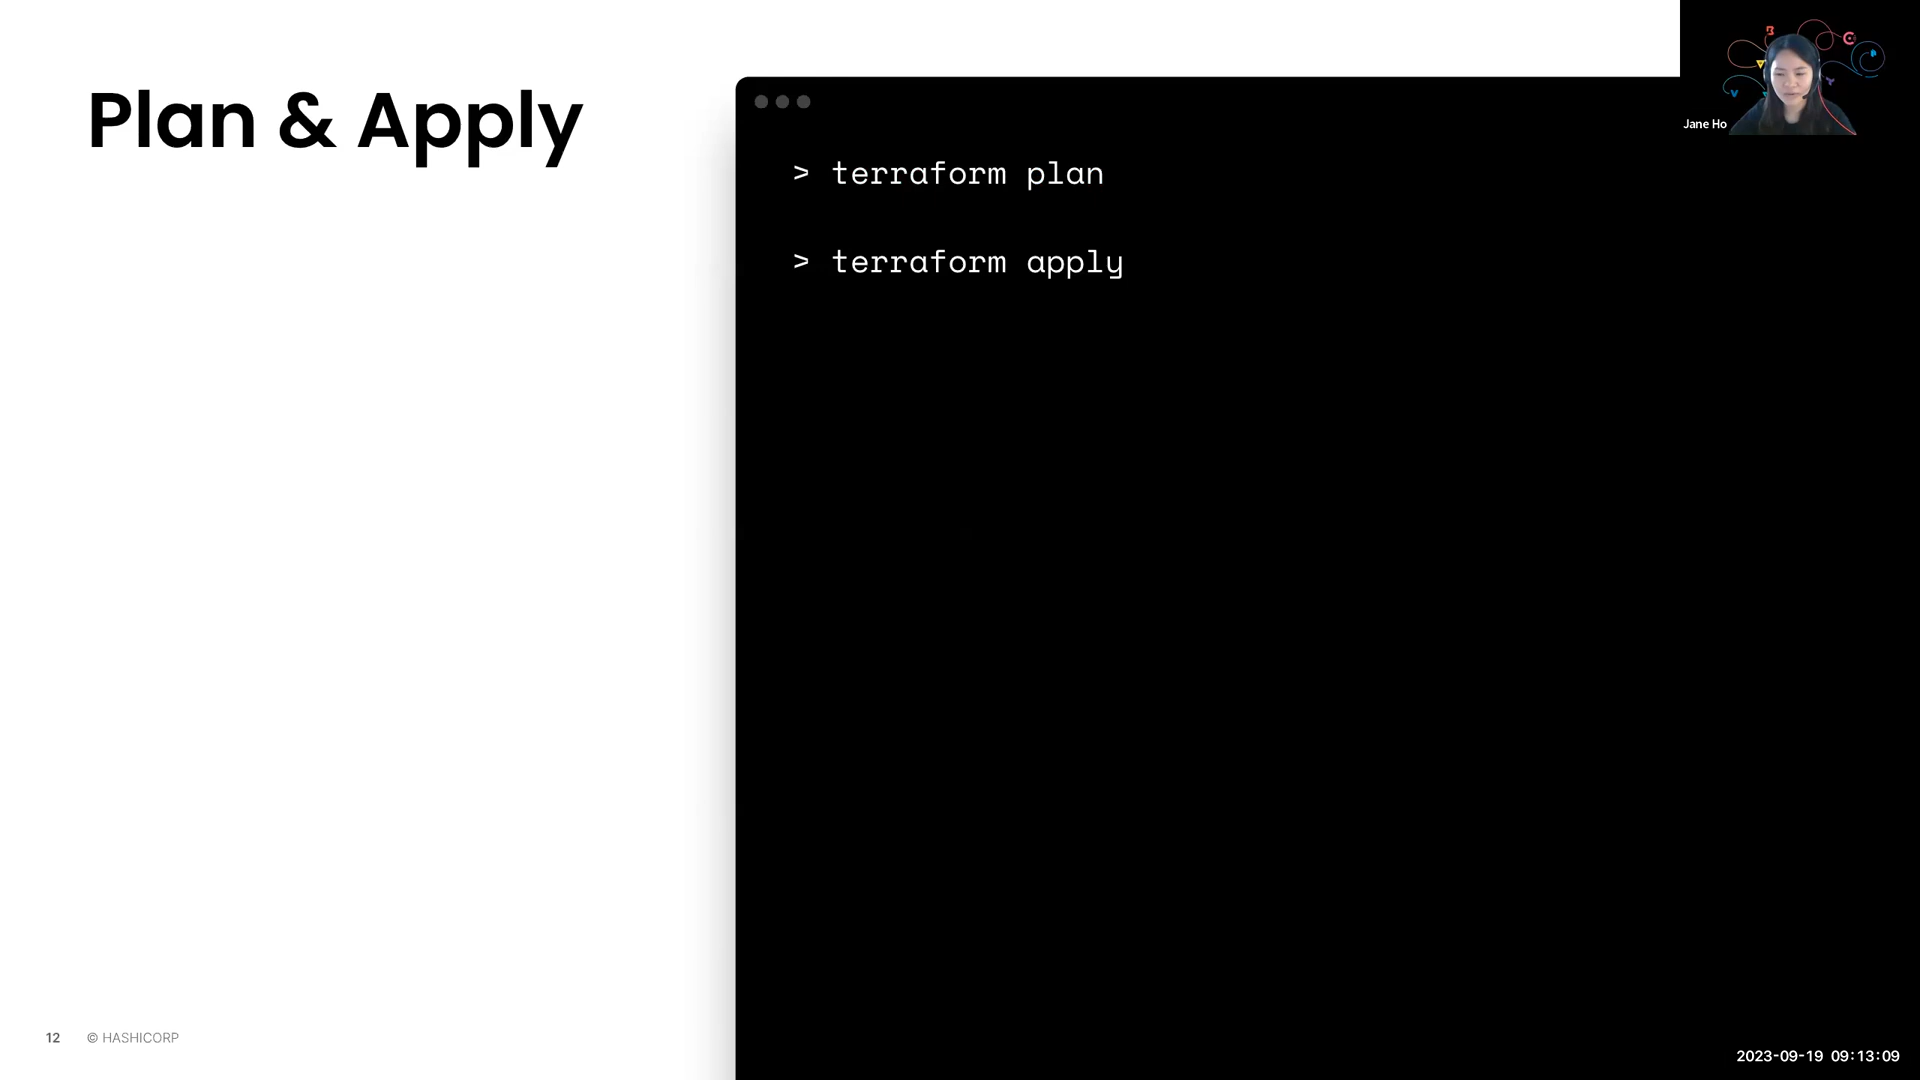 Plan & Apply
> terraform plan
> terraform apply
Jane Ho
12 © HASHICORP
2023-09-19 09:13:09